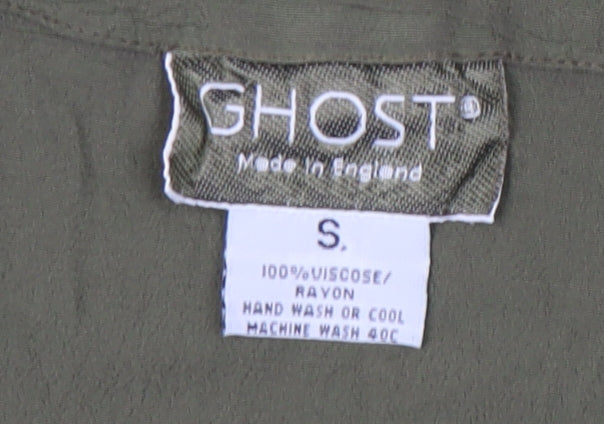 GHOST®
Made in England
S.
100% VISCOSE/
RAYON
HAND WASH OR COOL
MACHINE WASH 40C